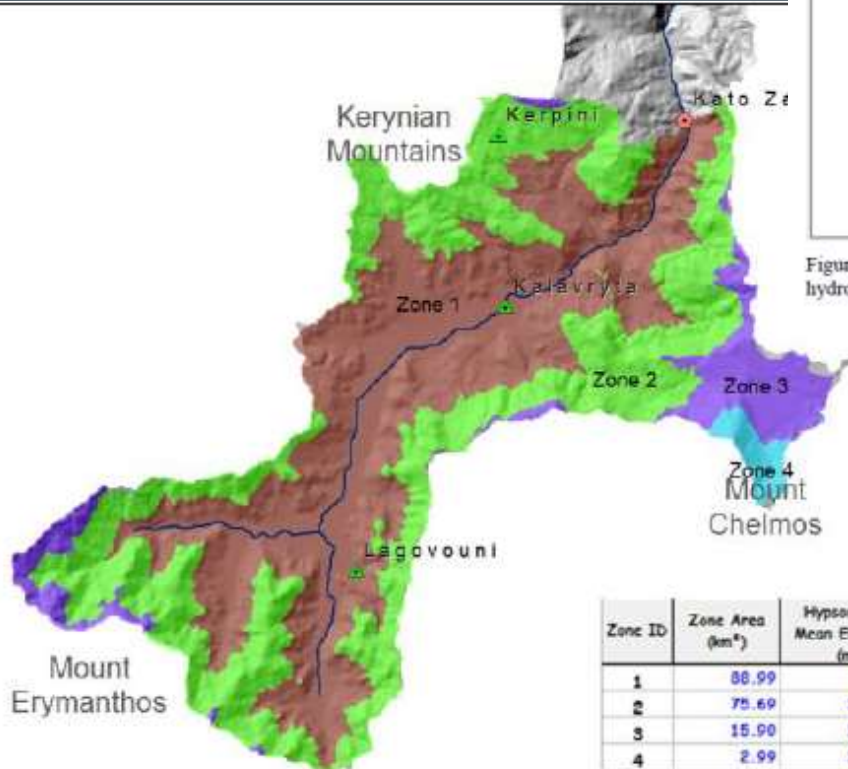 Kerynian
Mountains
Kerpini
Kato Za
Figur
hydro
Zone 1
Kalavryta
Zone 2
Zone 3
Zone 4
Mount
Chelmos
Lagovouni
Mount
Erymanthos
Zone ID Zone Area (km²) Hypso Mean E (m
1 88.99
2 75.69
3 15.90
4 2.99